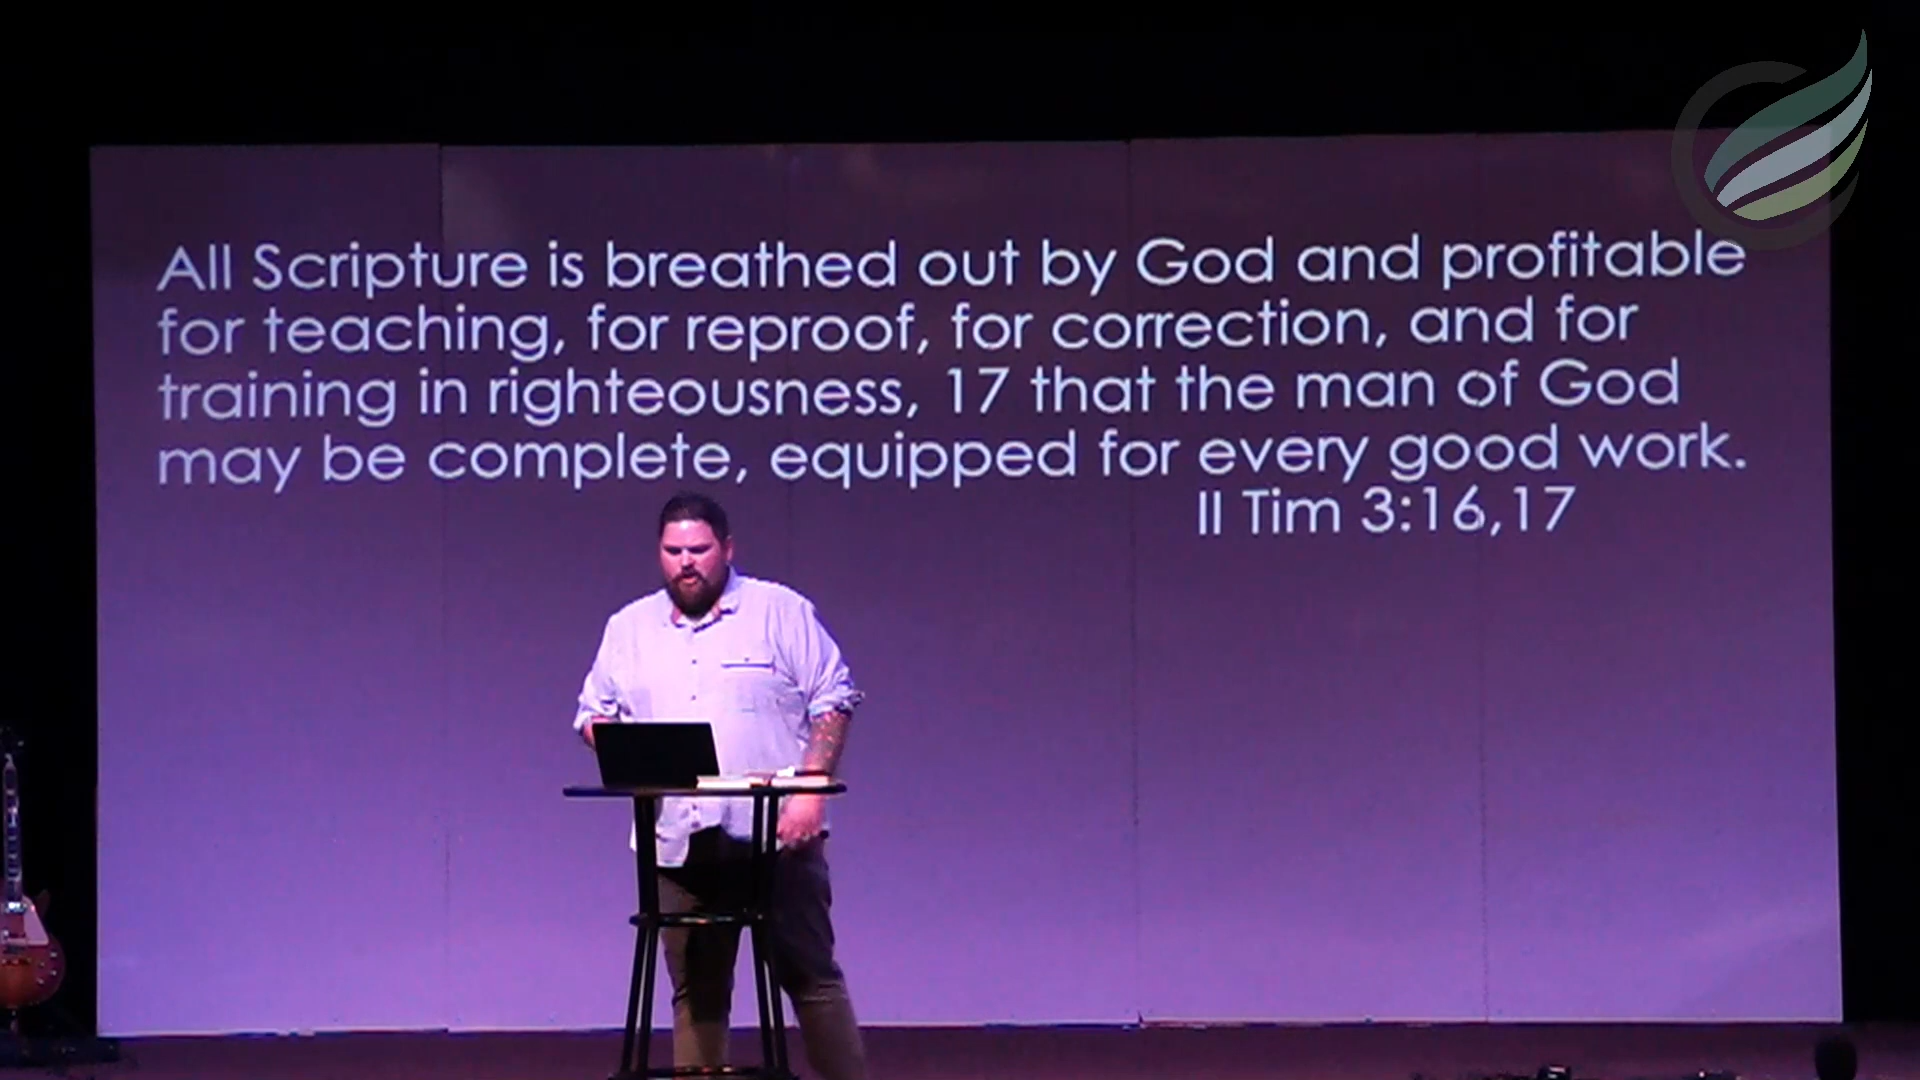 All Scripture is breathed out by God and profitable
for teaching, for reproof, for correction, and for
training in righteousness, 17 that the man of God
may be complete, equipped for every good work.
II Tim 3:16,17